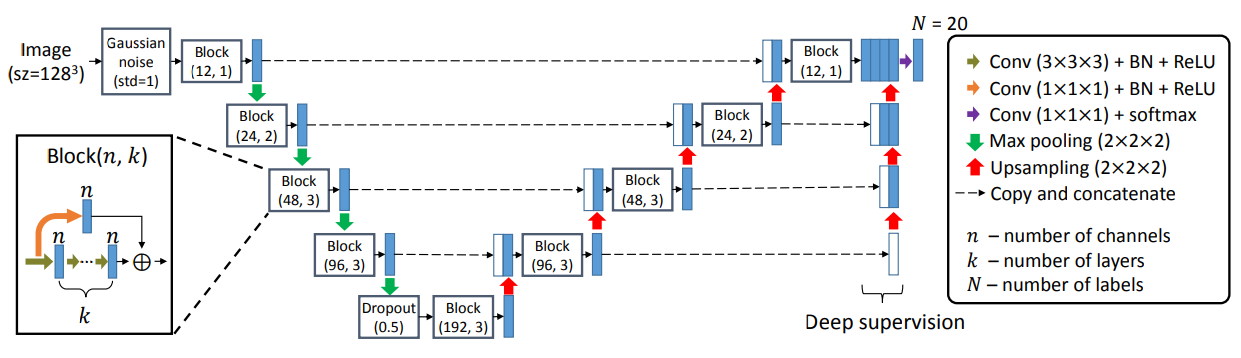 N = 20
Image
(sz=128³)
Gaussian
noise
(std=1)
Block
(12, 1)
Block
(12, 1)
Block
(24, 2)
Block
(24, 2)
Block
(48, 3)
Block
(48, 3)
Block
(96, 3)
Block
(96, 3)
Dropout
(0.5)
Block
(192, 3)
Deep supervision
Block(n, k)
n
n
n
k
Conv (3×3×3) + BN + ReLU
Conv (1×1×1) + BN + ReLU
Conv (1×1×1) + softmax
Max pooling (2×2×2)
Upsampling (2×2×2)
Copy and concatenate
n – number of channels
k – number of layers
N – number of labels